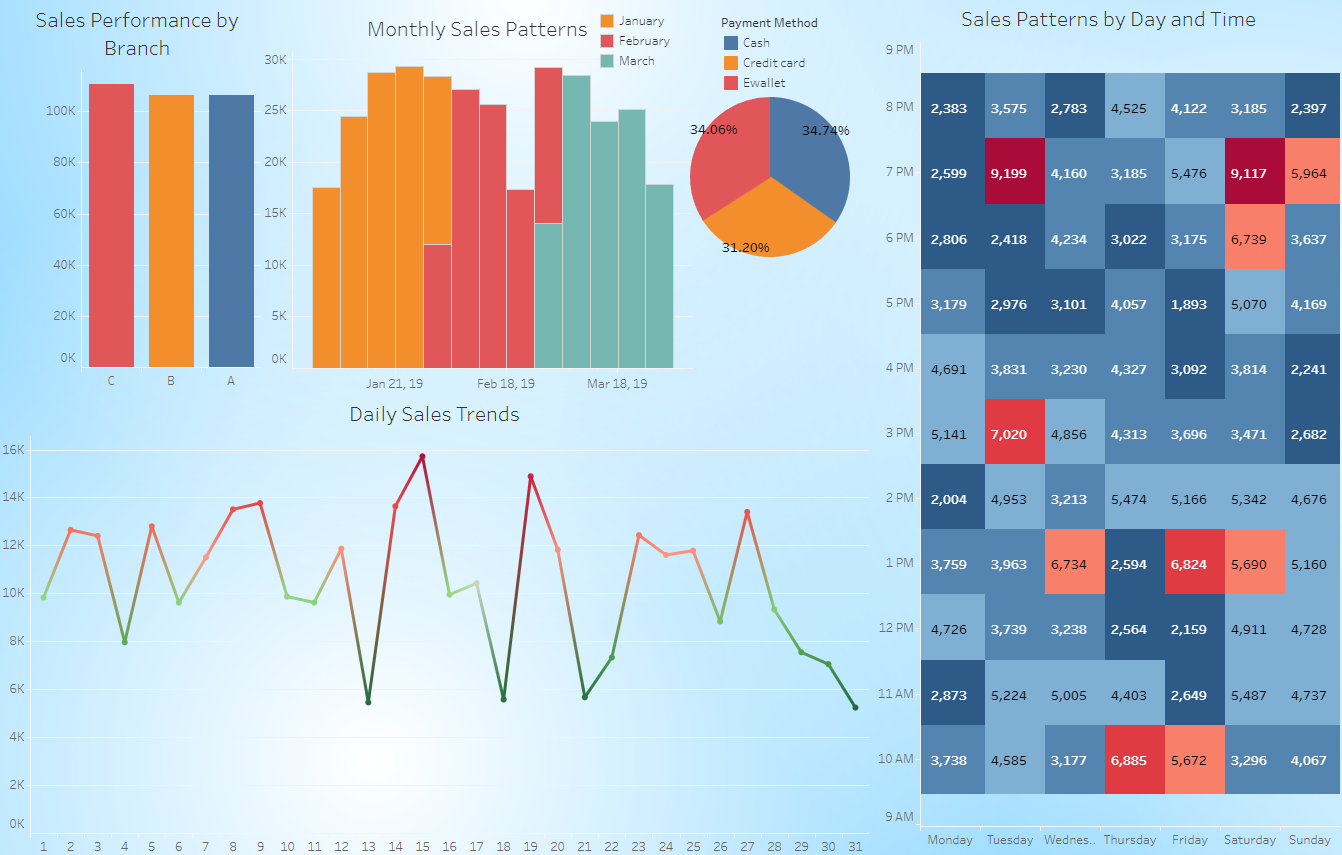 Sales Performance by
Branch
100K
80K
60K
40K
20K
0K
C B A
Monthly Sales Patterns
January
February
March
30K
25K
20K
15K
10K
5K
0K
Jan 21, 19 Feb 18, 19 Mar 18, 19
Payment Method
Cash
Credit card
Ewallet
34.06% 34.74%
31.20%
Daily Sales Trends
16K
14K
12K
10K
8K
6K
4K
2K
0K
1 2 3 4 5 6 7 8 9 10 11 12 13 14 15 16 17 18 19 20 21 22 23 24 25 26 27 28 29 30 31
Sales Patterns by Day and Time
9 PM
8 PM 2,383 3,575 2,783 4,525 4,122 3,185 2,397
7 PM 2,599 9,199 4,160 3,185 5,476 9,117 5,964
6 PM 2,806 2,418 4,234 3,022 3,175 6,739 3,637
5 PM 3,179 2,976 3,101 4,057 1,893 5,070 4,169
4 PM 4,691 3,831 3,230 4,327 3,092 3,814 2,241
3 PM 5,141 7,020 4,856 4,313 3,696 3,471 2,682
2 PM 2,004 4,953 3,213 5,474 5,166 5,342 4,676
1 PM 3,759 3,963 6,734 2,594 6,824 5,690 5,160
12 PM 4,726 3,739 3,238 2,564 2,159 4,911 4,728
11 AM 2,873 5,224 5,005 4,403 2,649 5,487 4,737
10 AM 3,738 4,585 3,177 6,885 5,672 3,296 4,067
9 AM
Monday Tuesday Wednes.. Thursday Friday Saturday Sunday